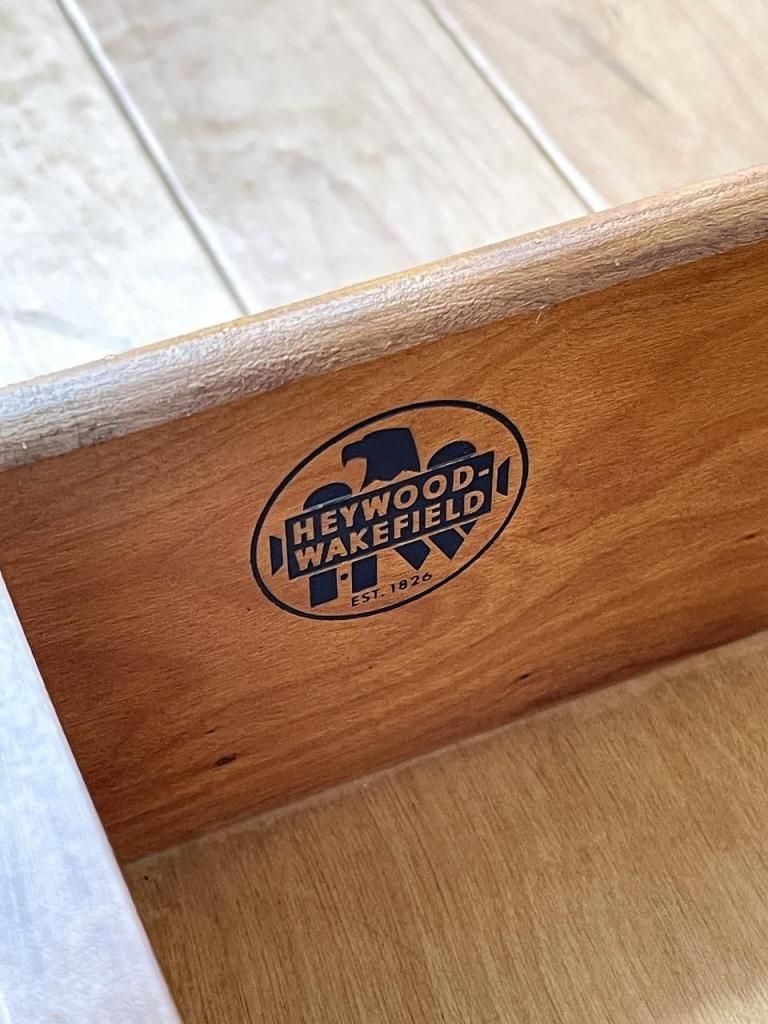 HEYWOOD-
WAKEFIELD
H·W
EST. 1826